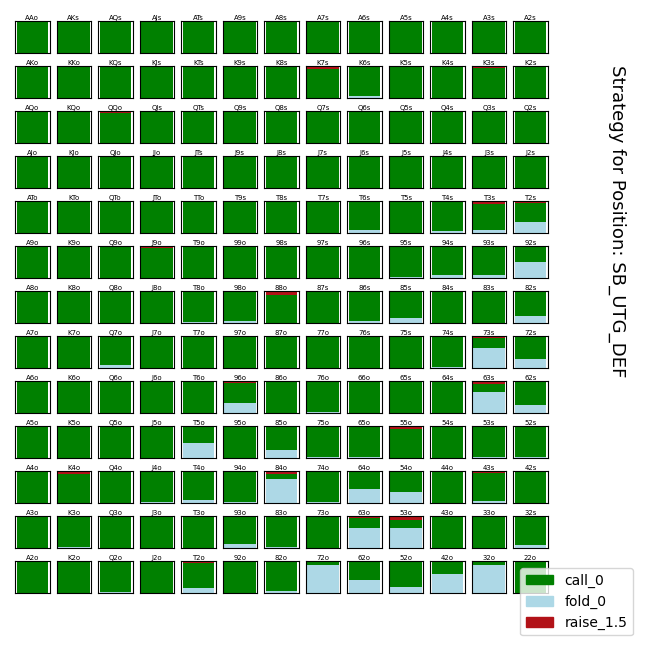 AAo AKs AQs AJs ATs A9s A8s A7s A6s A5s A4s A3s A2s
AKo KKo KQs KJs KTs K9s K8s K7s K6s K5s K4s K3s K2s
AQo KQo QQo QJs QTs Q9s Q8s Q7s Q6s Q5s Q4s Q3s Q2s
AJo KJo QJo JJo JTs J9s J8s J7s J6s J5s J4s J3s J2s
ATo KTo QTo JTo TTo T9s T8s T7s T6s T5s T4s T3s T2s
A9o K9o Q9o J9o T9o 99o 98s 97s 96s 95s 94s 93s 92s
A8o K8o Q8o J8o T8o 98o 88o 87s 86s 85s 84s 83s 82s
A7o K7o Q7o J7o T7o 97o 87o 77o 76s 75s 74s 73s 72s
A6o K6o Q6o J6o T6o 96o 86o 76o 66o 65s 64s 63s 62s
A5o K5o Q5o J5o T5o 95o 85o 75o 65o 55o 54s 53s 52s
A4o K4o Q4o J4o T4o 94o 84o 74o 64o 54o 44o 43s 42s
A3o K3o Q3o J3o T3o 93o 83o 73o 63o 53o 43o 33o 32s
A2o K2o Q2o J2o T2o 92o 82o 72o 62o 52o 42o 32o 22o
Strategy for Position: SB_UTG_DEF
call_0
fold_0
raise_1.5